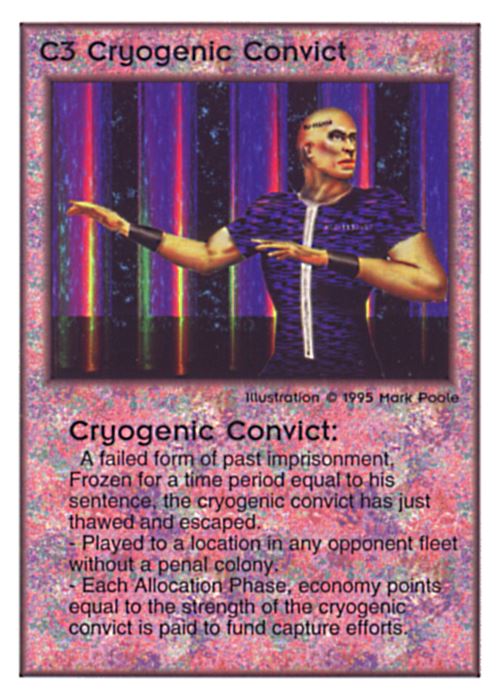 C3 Cryogenic Convict
Illustration © 1995 Mark Poole
Cryogenic Convict:
A failed form of past imprisonment,
Frozen for a time period equal to his
sentence, the cryogenic convict has just
thawed and escaped.
- Played to a location in any opponent fleet
without a penal colony.
- Each Allocation Phase, economy points
equal to the strength of the cryogenic
convict is paid to fund capture efforts.